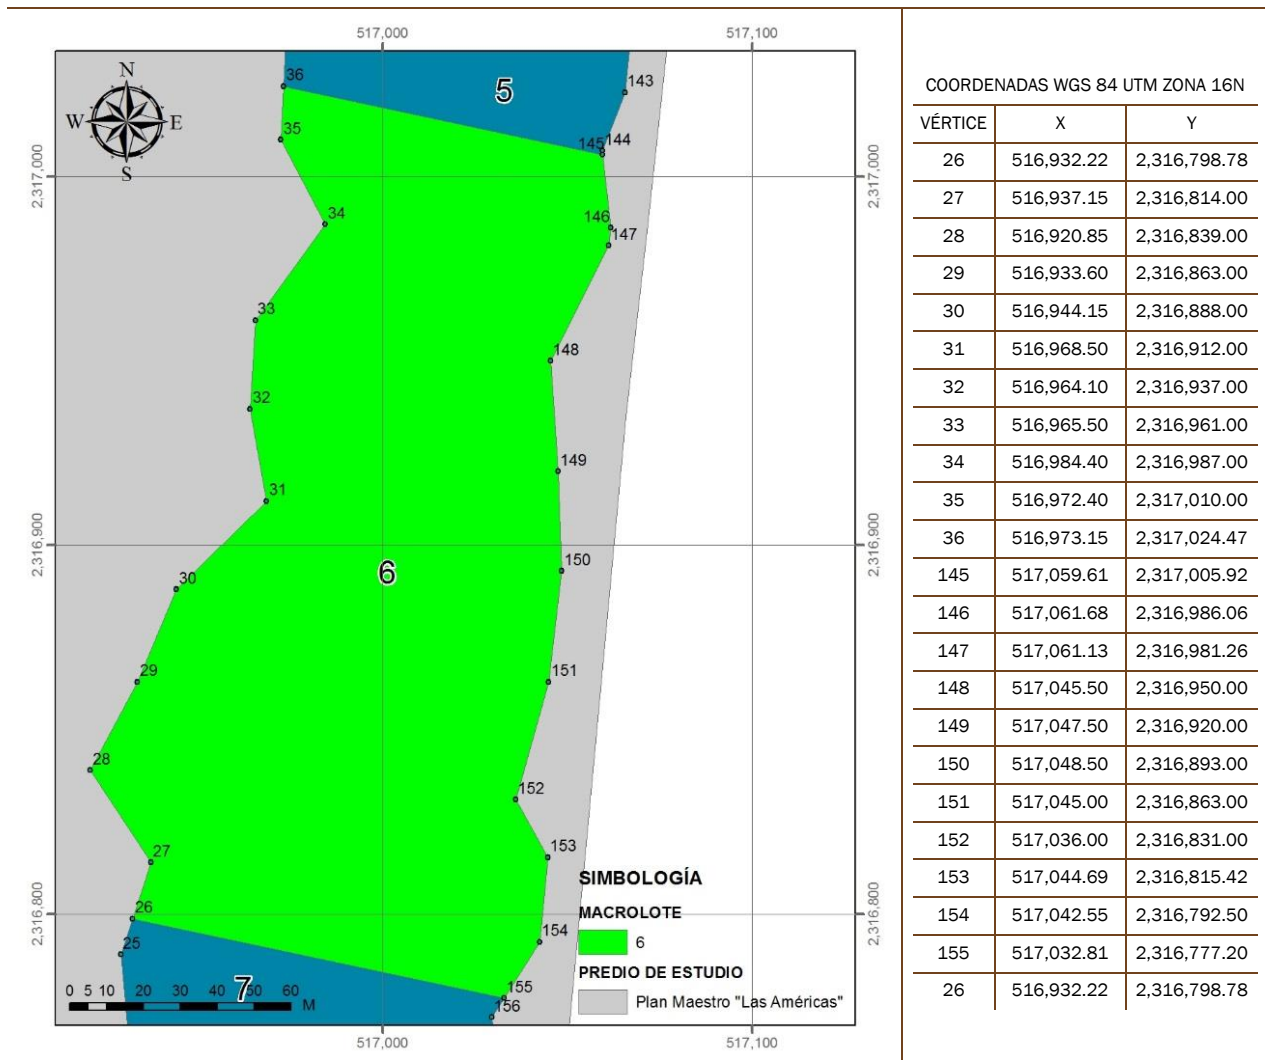 517,000 517,100
N
W E
S
36
5
143
35
145 144
2,317,000 2,317,000
34
146
147
33
148
32
149
31
2,316,900 2,316,900
6
150
30
29
151
28
152
27
153
SIMBOLOGÍA
26
MACROLOTE
2,316,800 2,316,800
6
154
25
PREDIO DE ESTUDIO
7
155
Plan Maestro "Las Américas"
0 5 10 20 30 40 50 60 M
156
517,000 517,100
COORDENADAS WGS 84 UTM ZONA 16N
VÉRTICE X Y
26 516,932.22 2,316,798.78
27 516,937.15 2,316,814.00
28 516,920.85 2,316,839.00
29 516,933.60 2,316,863.00
30 516,944.15 2,316,888.00
31 516,968.50 2,316,912.00
32 516,964.10 2,316,937.00
33 516,965.50 2,316,961.00
34 516,984.40 2,316,987.00
35 516,972.40 2,317,010.00
36 516,973.15 2,317,024.47
145 517,059.61 2,317,005.92
146 517,061.68 2,316,986.06
147 517,061.13 2,316,981.26
148 517,045.50 2,316,950.00
149 517,047.50 2,316,920.00
150 517,048.50 2,316,893.00
151 517,045.00 2,316,863.00
152 517,036.00 2,316,831.00
153 517,044.69 2,316,815.42
154 517,042.55 2,316,792.50
155 517,032.81 2,316,777.20
26 516,932.22 2,316,798.78